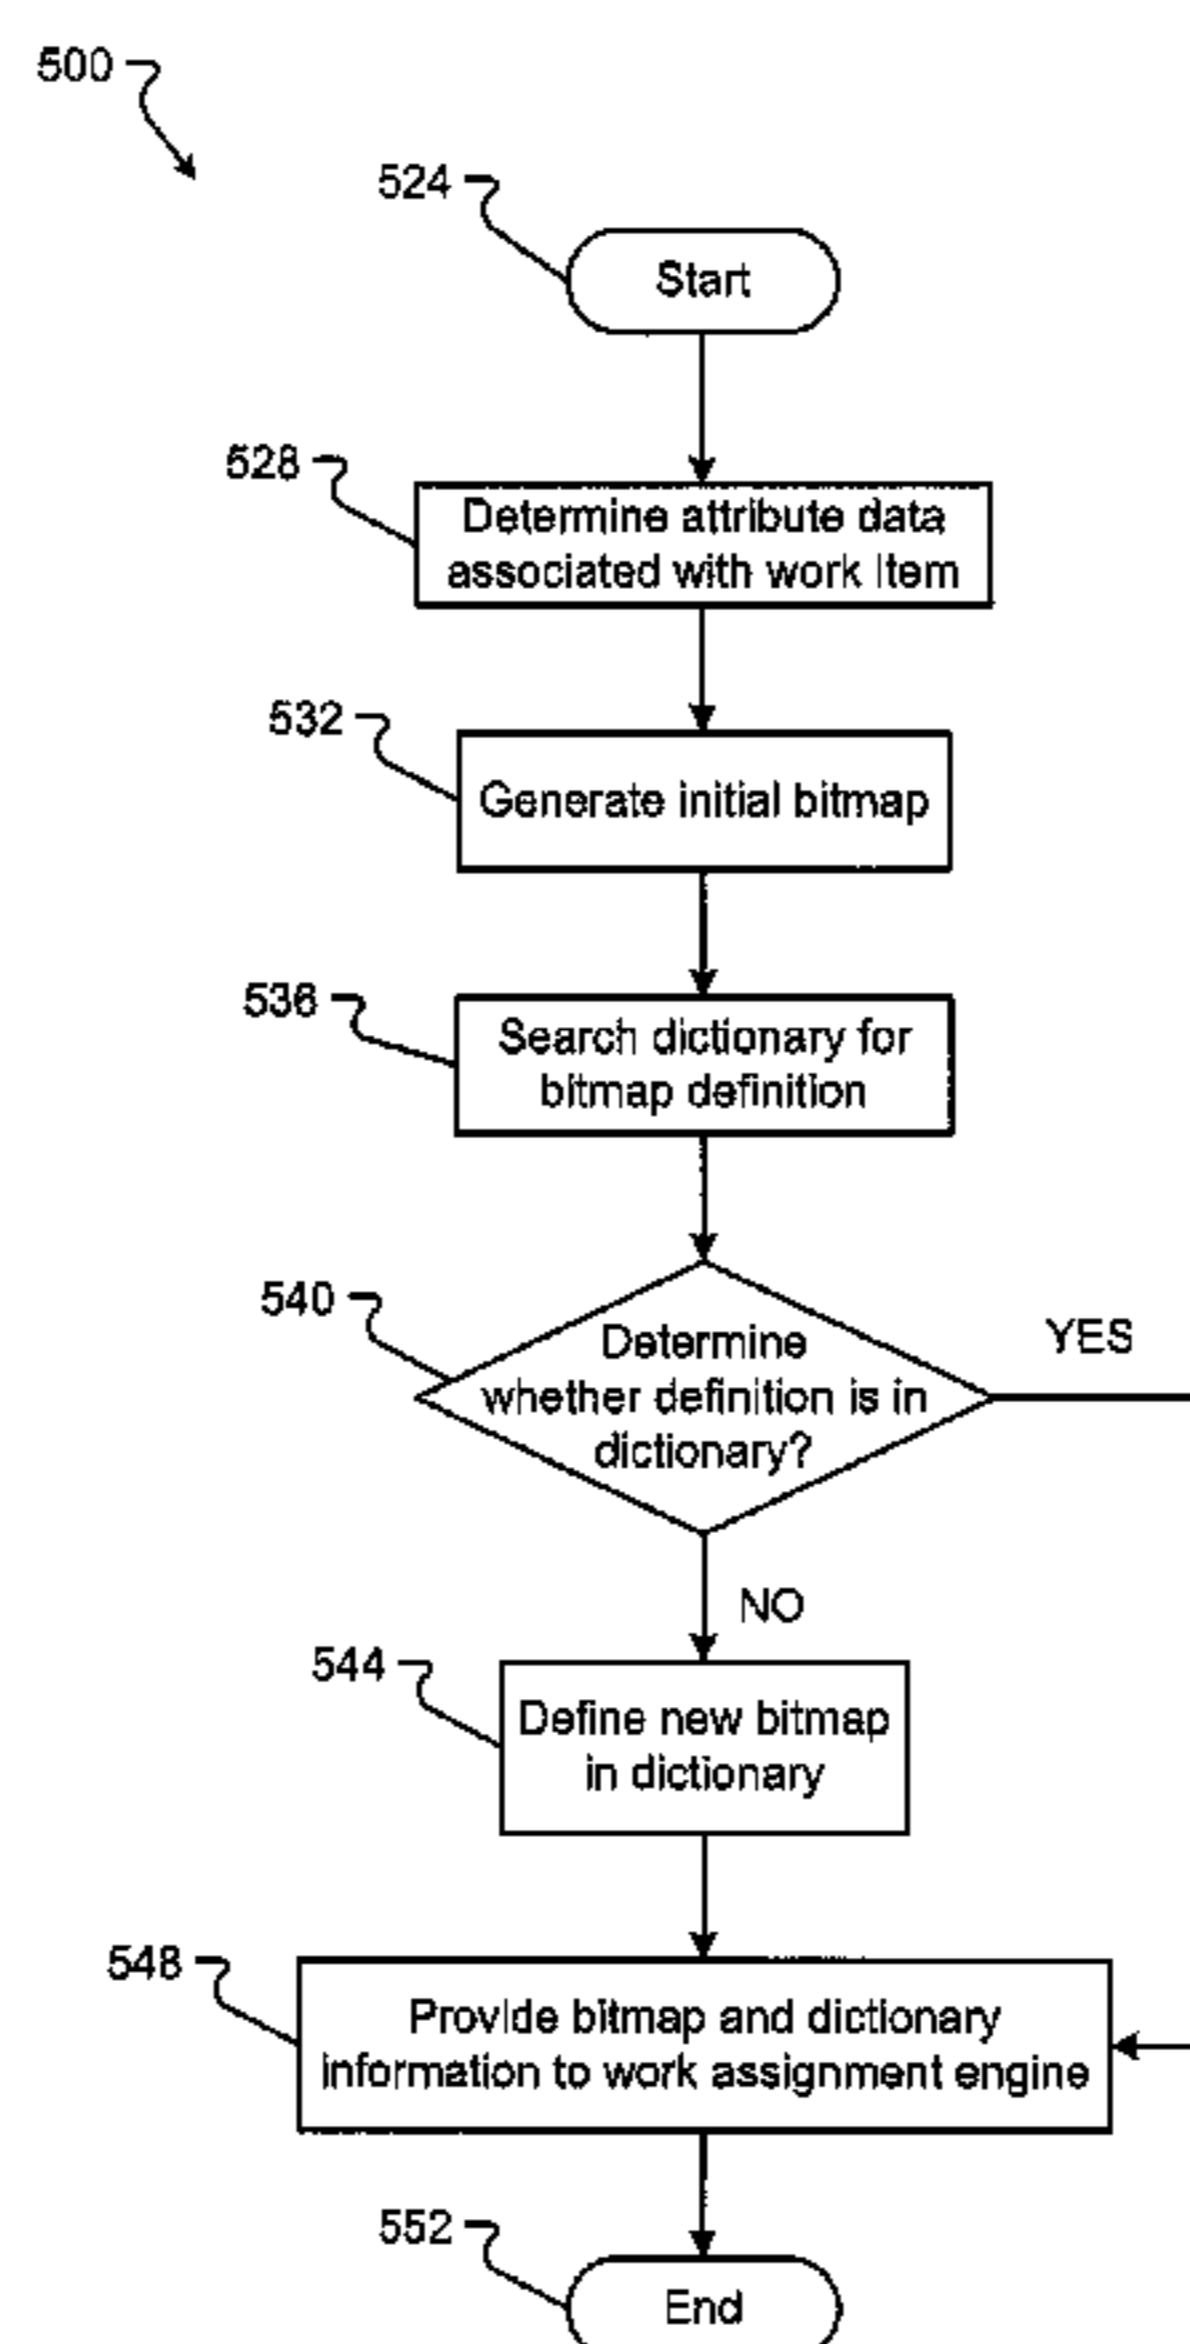 500
524
Start
528
Determine attribute data
associated with work Item
532
Generate initial bitmap
536
Search dictionary for
bitmap definition
540
Determine
whether definition is in
dictionary?
YES
NO
544
Define new bitmap
in dictionary
548
Provide bitmap and dictionary
information to work assignment engine
552
End